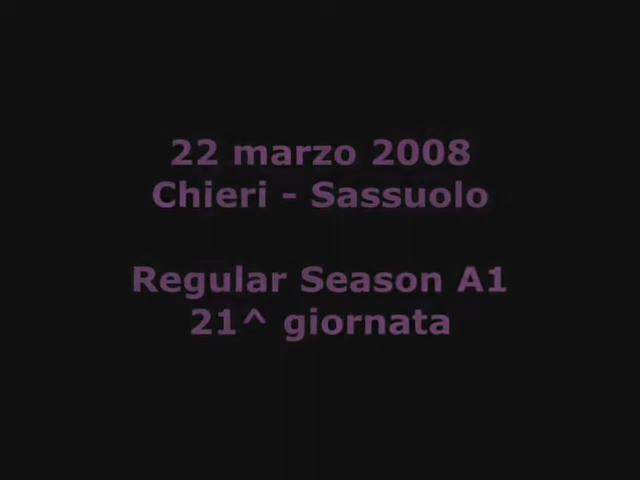 22 marzo 2008
Chieri - Sassuolo
Regular Season A1
21^ giornata